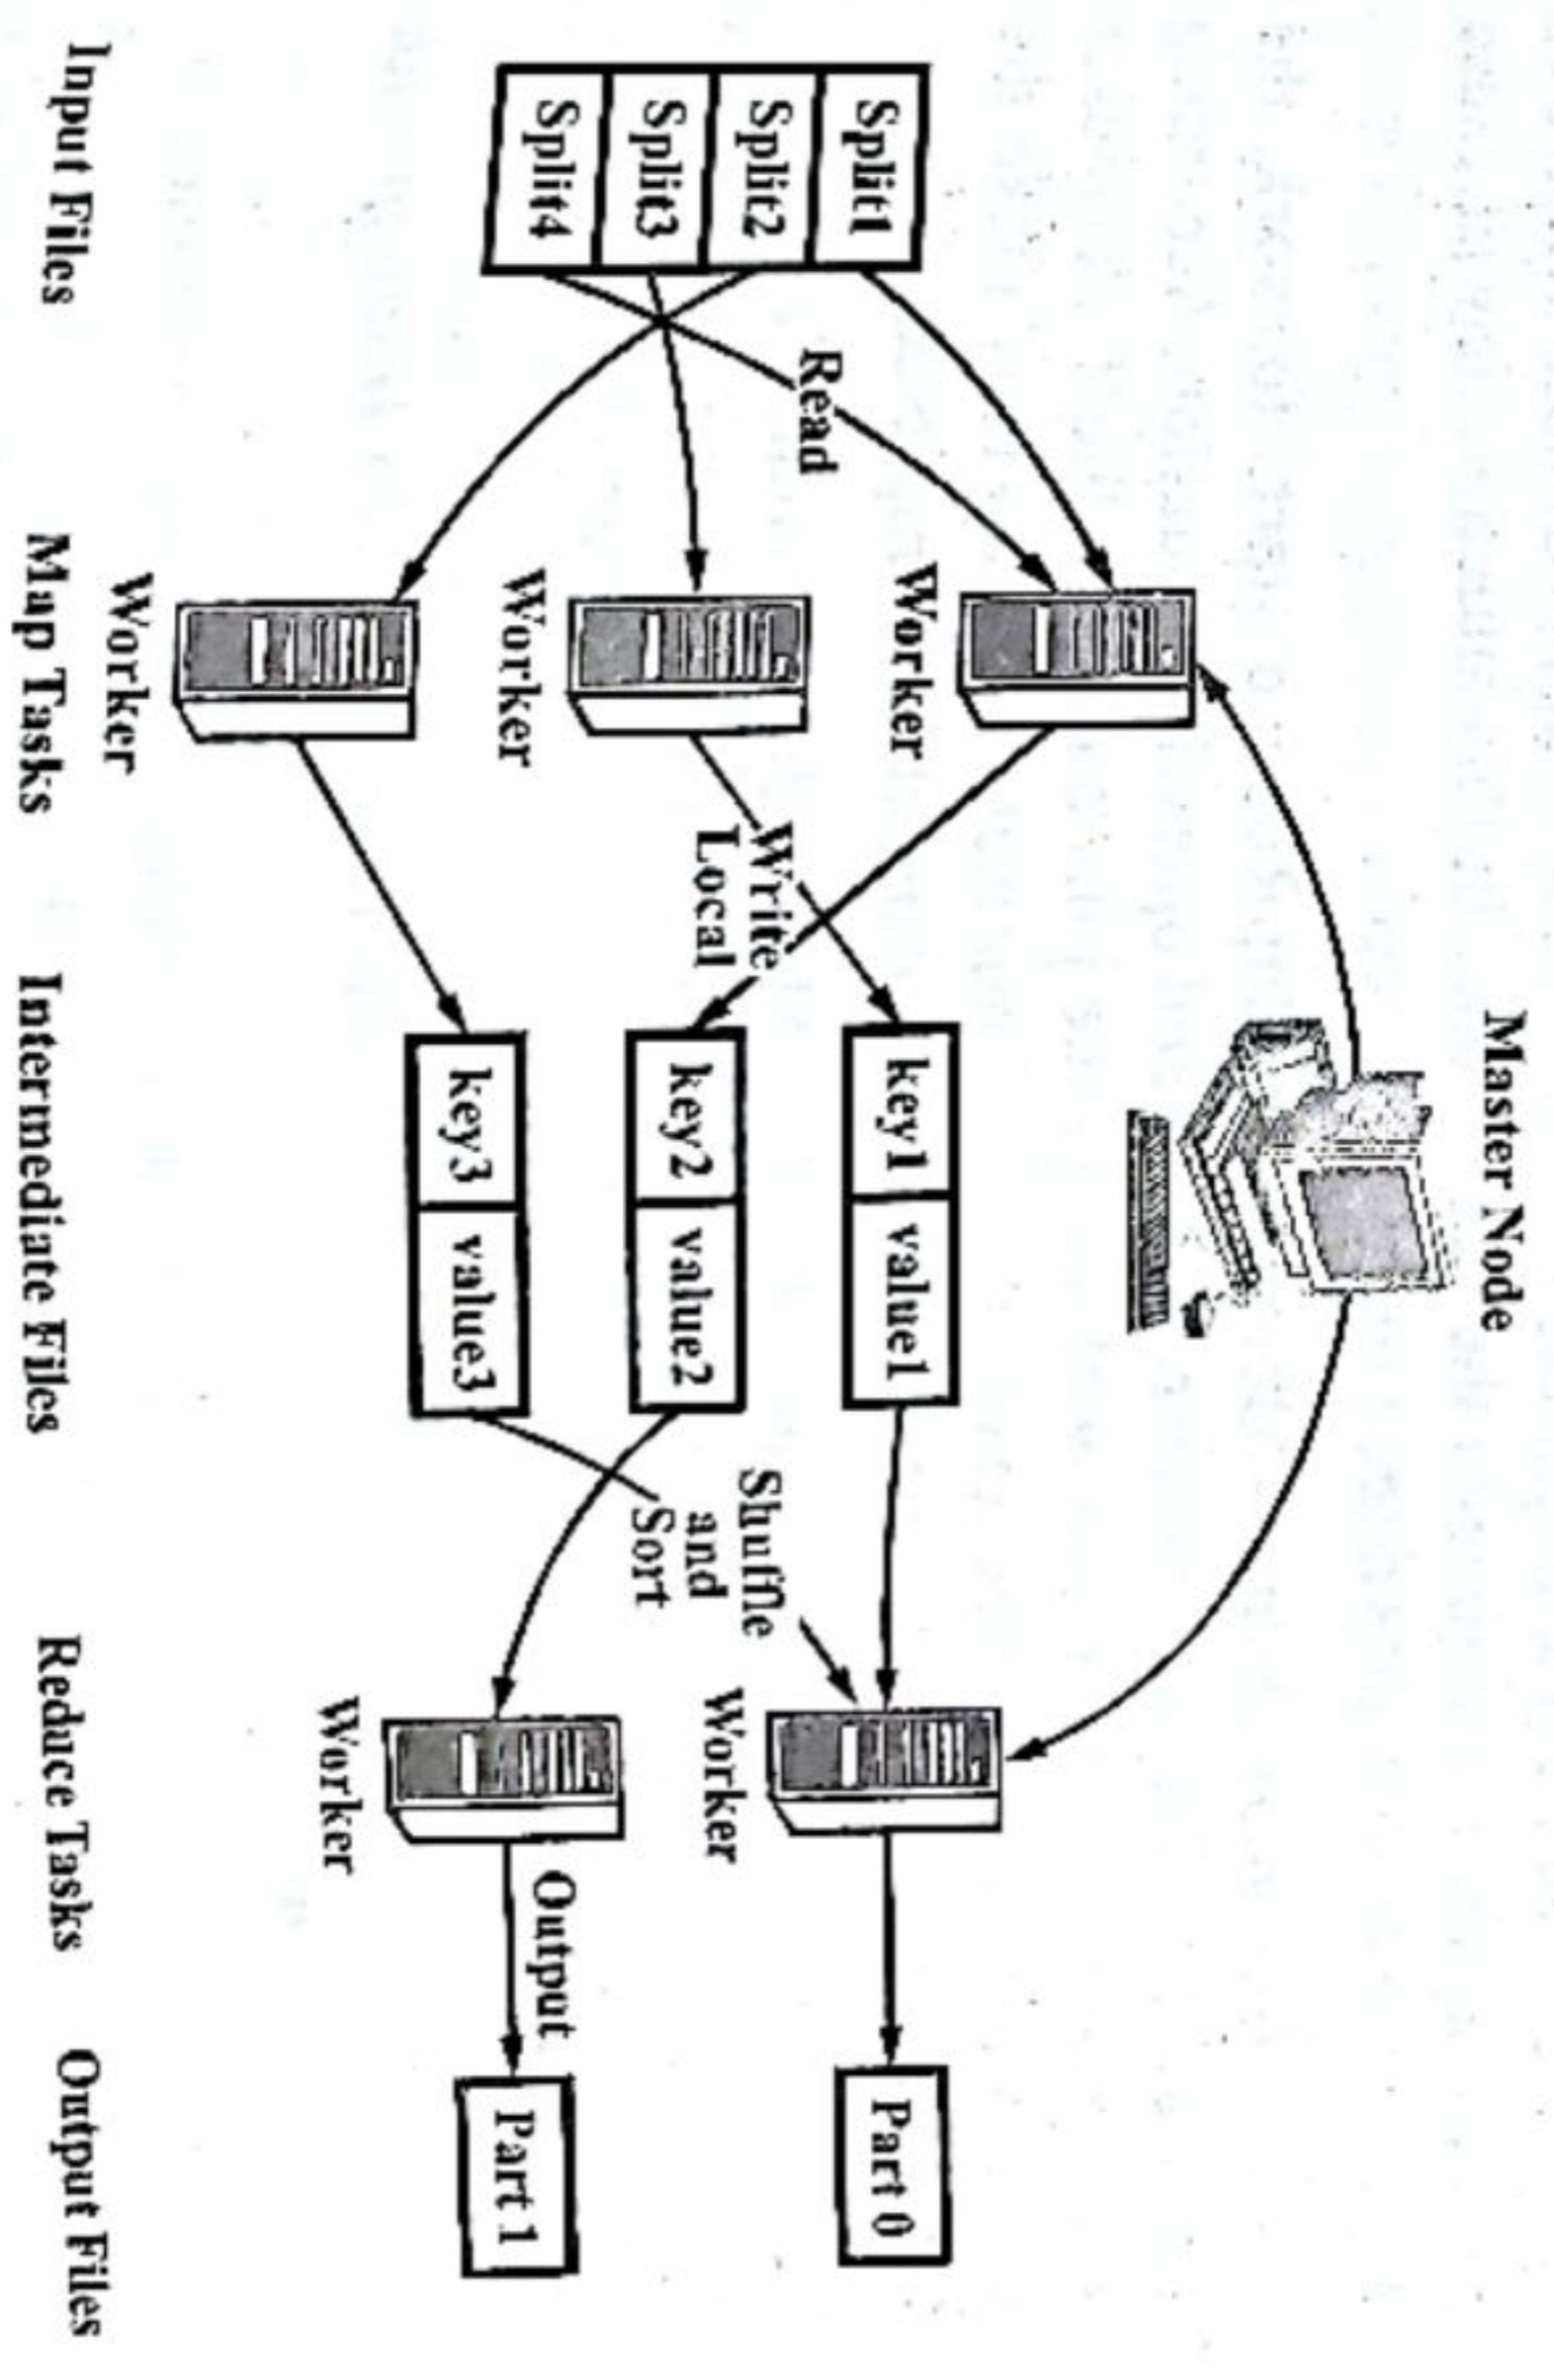 Master Node
Split1
Split2
Split3
Split4
Read
Worker
Worker
Worker
Write
Local
key1 value1
key2 value2
key3 value3
Shuffle
and
Sort
Worker
Worker
Output
Part 0
Part 1
Input Files
Map Tasks
Intermediate Files
Reduce Tasks
Output Files